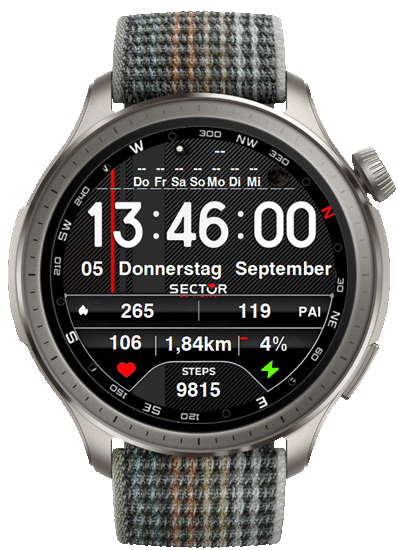 300
W NW
330
240
--
-- -- -- -- -- -- --
Do Fr Sa So Mo Di Mi
SW
13:46:00
N
05 Donnerstag September
210
30
SECTOR
265 119 PAI
NE
106 1,84km 4%
S
60
STEPS
9815
SE
150
120
E